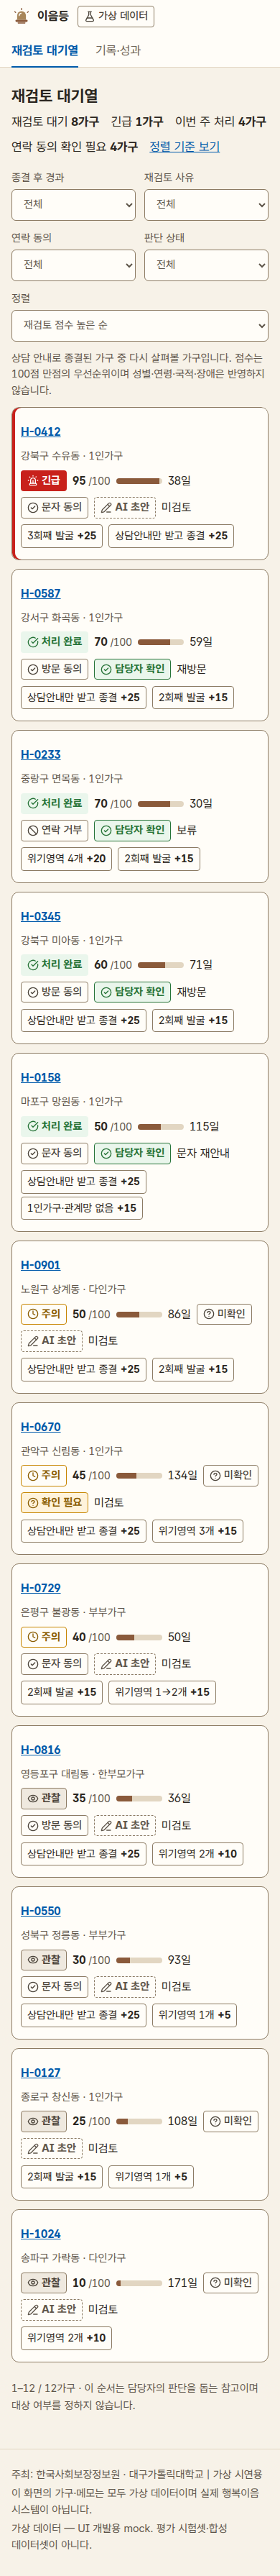 이음등 가상 데이터
재검토 대기열 기록·성과
재검토 대기열
재검토 대기 8가구 긴급 1가구 이번 주 처리 4가구
연락 동의 확인 필요 4가구 정렬 기준 보기
종결 후 경과 재검토 사유
전체 전체
연락 동의 판단 상태
전체 전체
정렬
재검토 점수 높은 순
상담 안내로 종결된 가구 중 다시 살펴볼 가구입니다. 점수는
100점 만점의 우선순위이며 성별·연령·국적·장애은 반영하지
않습니다.
H-0412
강북구 수유동 · 1인가구
긴급 95 /100 38일
문자 동의 AI 초안 미검토
3회째 발굴 +25 상담안내만 받고 종결 +25
H-0587
강서구 화곡동 · 1인가구
처리 완료 70 /100 59일
방문 동의 담당자 확인 재방문
상담안내만 받고 종결 +25 2회째 발굴 +15
H-0233
중랑구 면목동 · 1인가구
처리 완료 70 /100 30일
연락 거부 담당자 확인 보류
위기영역 4개 +20 2회째 발굴 +15
H-0345
강북구 미아동 · 1인가구
처리 완료 60 /100 71일
방문 동의 담당자 확인 재방문
상담안내만 받고 종결 +25 2회째 발굴 +15
H-0158
마포구 망원동 · 1인가구
처리 완료 50 /100 115일
문자 동의 담당자 확인 문자 재안내
상담안내만 받고 종결 +25
1인가구·관계망 없음 +15
H-0901
노원구 상계동 · 다인가구
주의 50 /100 86일 미확인
AI 초안 미검토
상담안내만 받고 종결 +25 2회째 발굴 +15
H-0670
관악구 신림동 · 1인가구
주의 45 /100 134일 미확인
확인 필요 미검토
상담안내만 받고 종결 +25 위기영역 3개 +15
H-0729
은평구 불광동 · 부부가구
주의 40 /100 50일
문자 동의 AI 초안 미검토
2회째 발굴 +15 위기영역 1→2개 +15
H-0816
영등포구 대림동 · 한부모가구
관찰 35 /100 36일
방문 동의 AI 초안 미검토
상담안내만 받고 종결 +25 위기영역 2개 +10
H-0550
성북구 정릉동 · 부부가구
관찰 30 /100 93일
문자 동의 AI 초안 미검토
상담안내만 받고 종결 +25 위기영역 1개 +5
H-0127
종로구 창신동 · 1인가구
관찰 25 /100 108일 미확인
AI 초안 미검토
2회째 발굴 +15 위기영역 1개 +5
H-1024
송파구 가락동 · 다인가구
관찰 10 /100 171일 미확인
AI 초안 미검토
위기영역 2개 +10
1–12 / 12가구 · 이 순서는 담당자의 판단을 돕는 참고이며
대상 여부를 정하지 않습니다.
주최: 한국사회보장정보원 · 대구가톨릭대학교 | 가상 시연용
이 화면의 가구·메모는 모두 가상 데이터이며 실제 행복이음
시스템이 아닙니다.
가상 데이터 — UI 개발용 mock. 평가 시험셋·합성
데이터셋이 아니다.